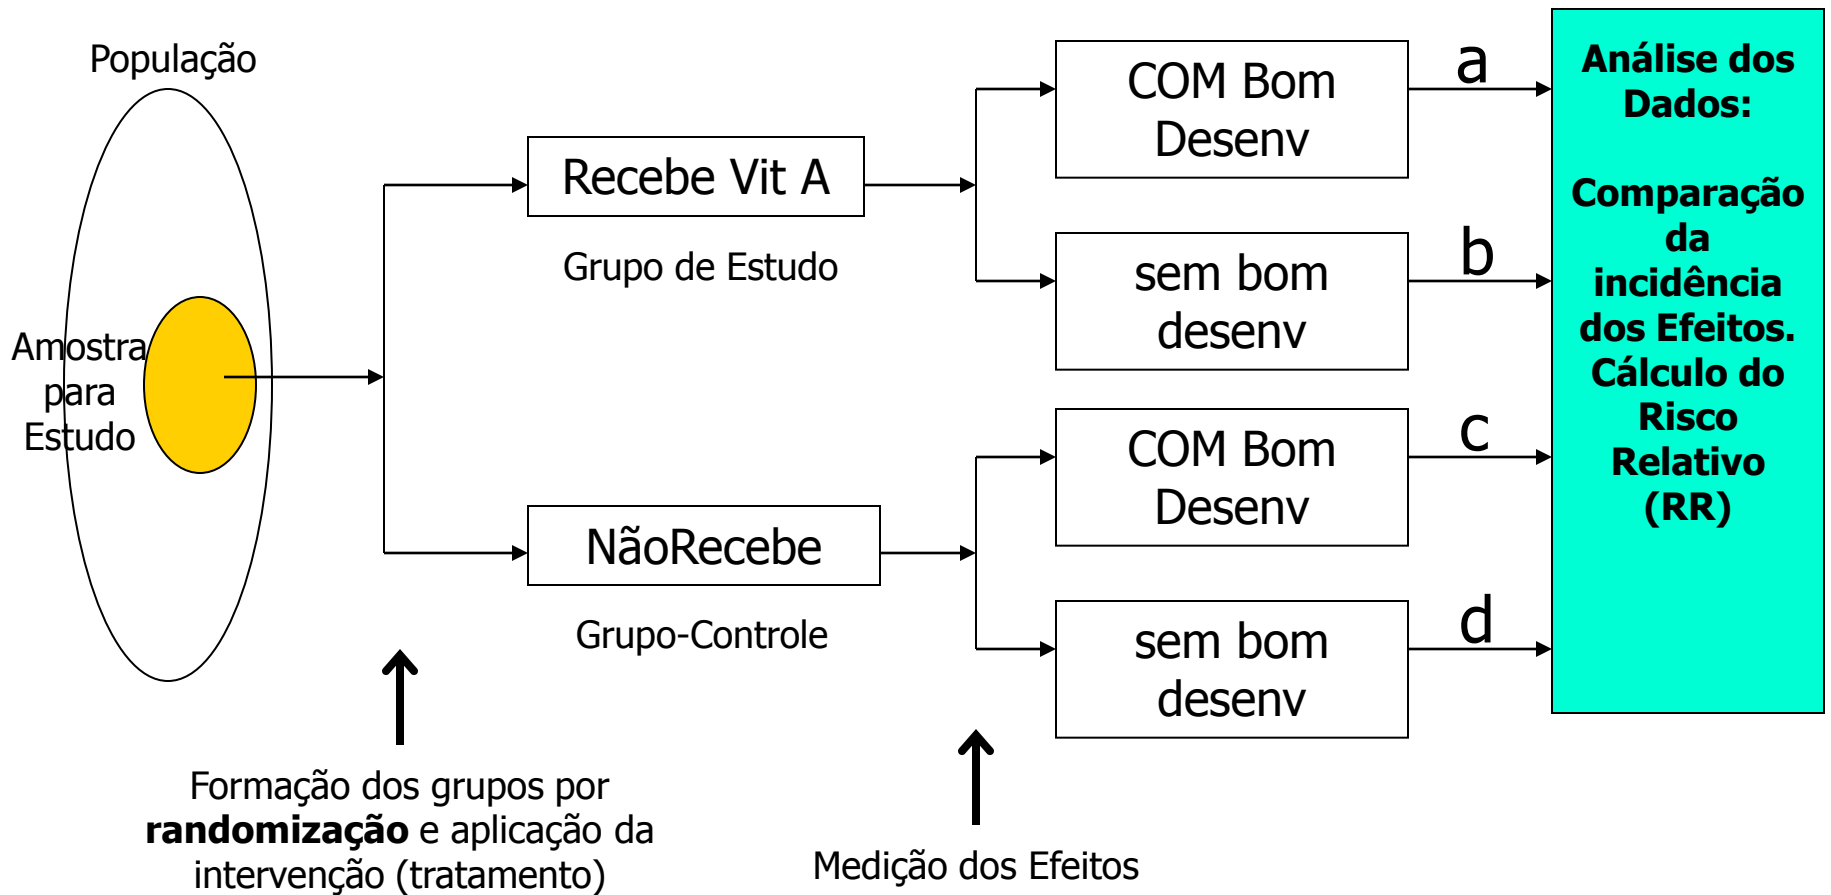 População
Amostra
para
Estudo
Recebe Vit A
Grupo de Estudo
NãoRecebe
Grupo-Controle
Formação dos grupos por
randomização e aplicação da
intervenção (tratamento)
COM Bom
Desenv
a
sem bom
desenv
b
COM Bom
Desenv
c
sem bom
desenv
d
Medição dos Efeitos
Análise dos
Dados:
Comparação
da
incidência
dos Efeitos.
Cálculo do
Risco
Relativo
(RR)